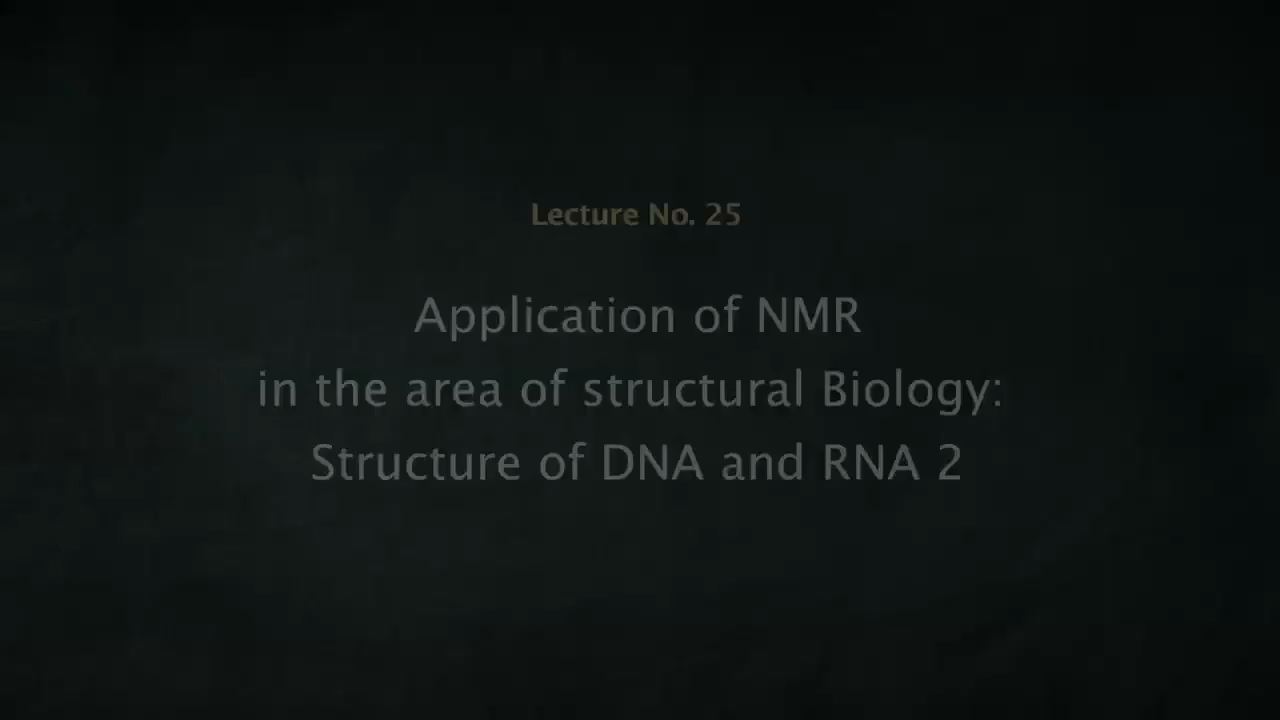 Lecture No. 25
Application of NMR
in the area of structural Biology:
Structure of DNA and RNA 2